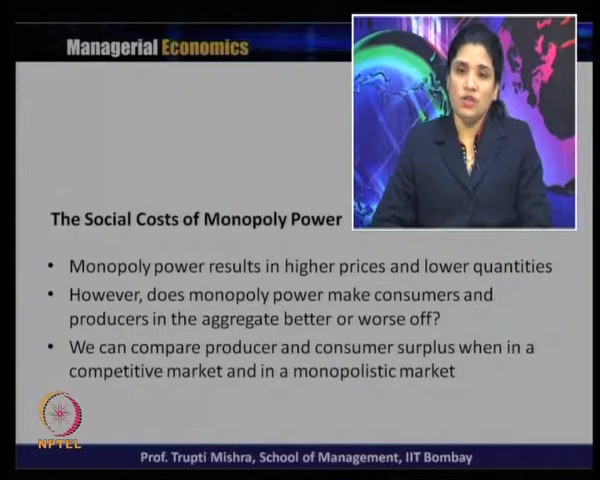 Managerial Economics
The Social Costs of Monopoly Power
• Monopoly power results in higher prices and lower quantities
• However, does monopoly power make consumers and
producers in the aggregate better or worse off?
• We can compare producer and consumer surplus when in a
competitive market and in a monopolistic market
NPTEL
Prof. Trupti Mishra, School of Management, IIT Bombay